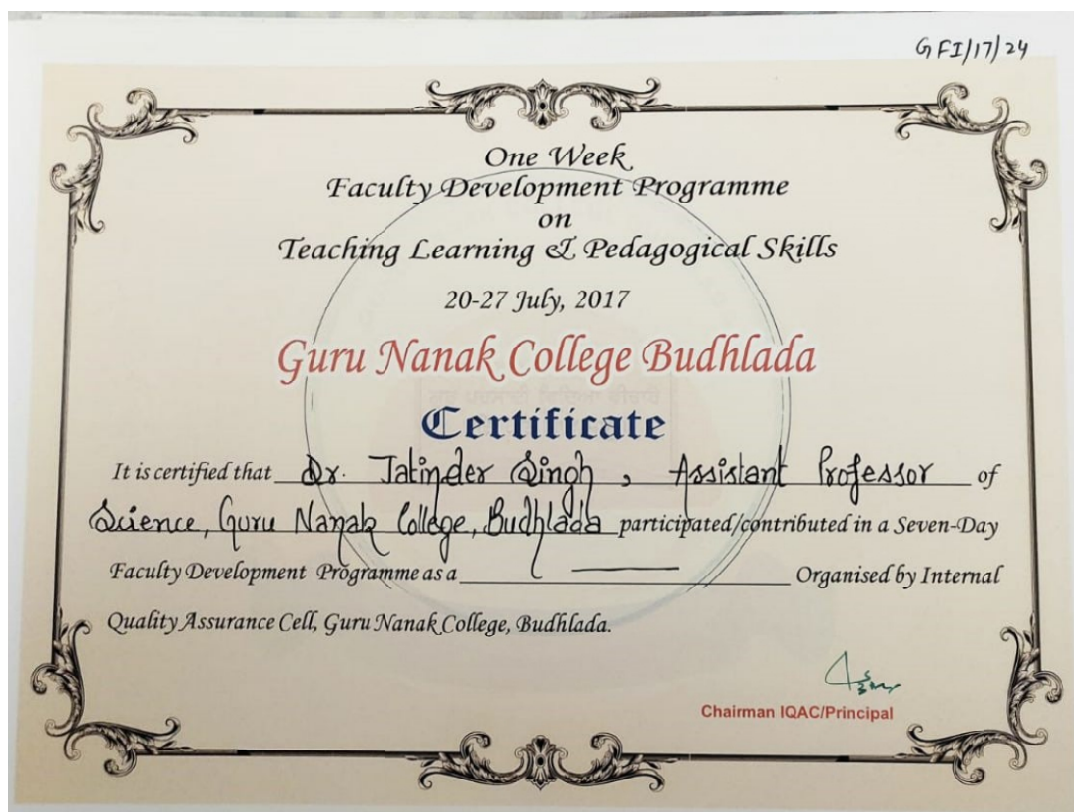 GFI/17/24
One Week
Faculty Development Programme
on
Teaching Learning & Pedagogical Skills
20-27 July, 2017
Guru Nanak College Budhlada
Certificate
It is certified that Dr. Jatinder Singh, Assistant Professor of
Science, Guru Nanak College, Budhlada participated/contributed in a Seven-Day
Faculty Development Programme as a Organised by Internal
Quality Assurance Cell, Guru Nanak College, Budhlada.
Chairman IQAC/Principal